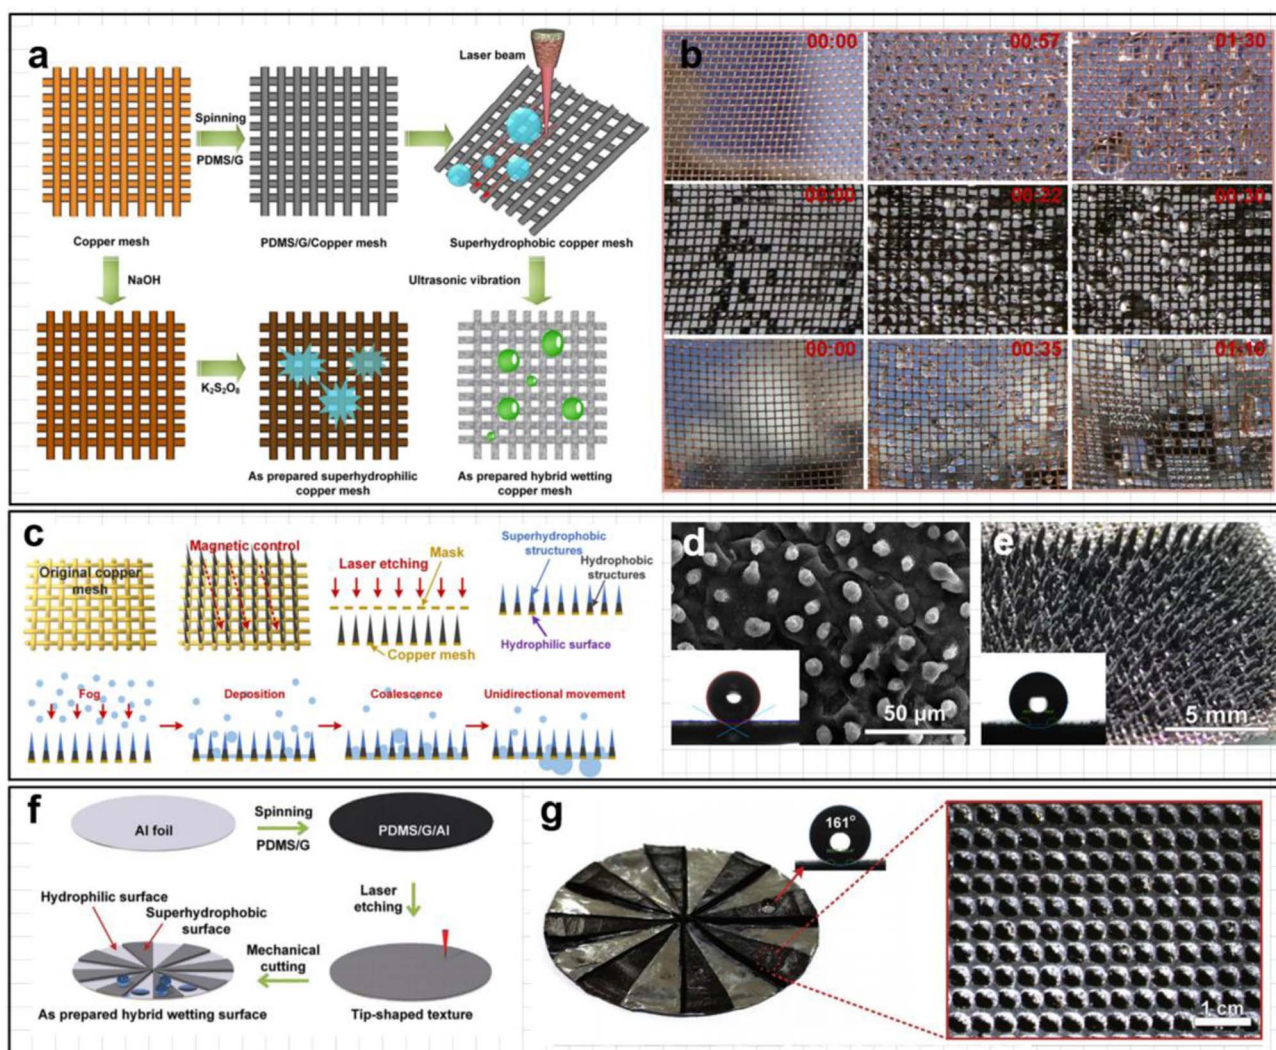 a
Laser beam
Spinning
PDMS/G
Copper mesh
PDMS/G/Copper mesh
Superhydrophobic copper mesh
NaOH
Ultrasonic vibration
K₂S₂O₈
As prepared superhydrophilic
copper mesh
As prepared hybrid wetting
copper mesh
b
00:00
00:57
01:30
00:00
00:22
00:30
00:00
00:35
01:10
c
Original copper
mesh
Magnetic control
Laser etching
Mask
Copper mesh
Superhydrophobic
structures
Hydrophobic
structures
Hydrophilic surface
Fog
Deposition
Coalescence
Unidirectional movement
d
50 μm
e
5 mm
f
Al foil
Spinning
PDMS/G
PDMS/G/Al
Laser
etching
Hydrophilic surface
Superhydrophobic
surface
Mechanical
cutting
As prepared hybrid wetting surface
Tip-shaped texture
g
161°
1 cm